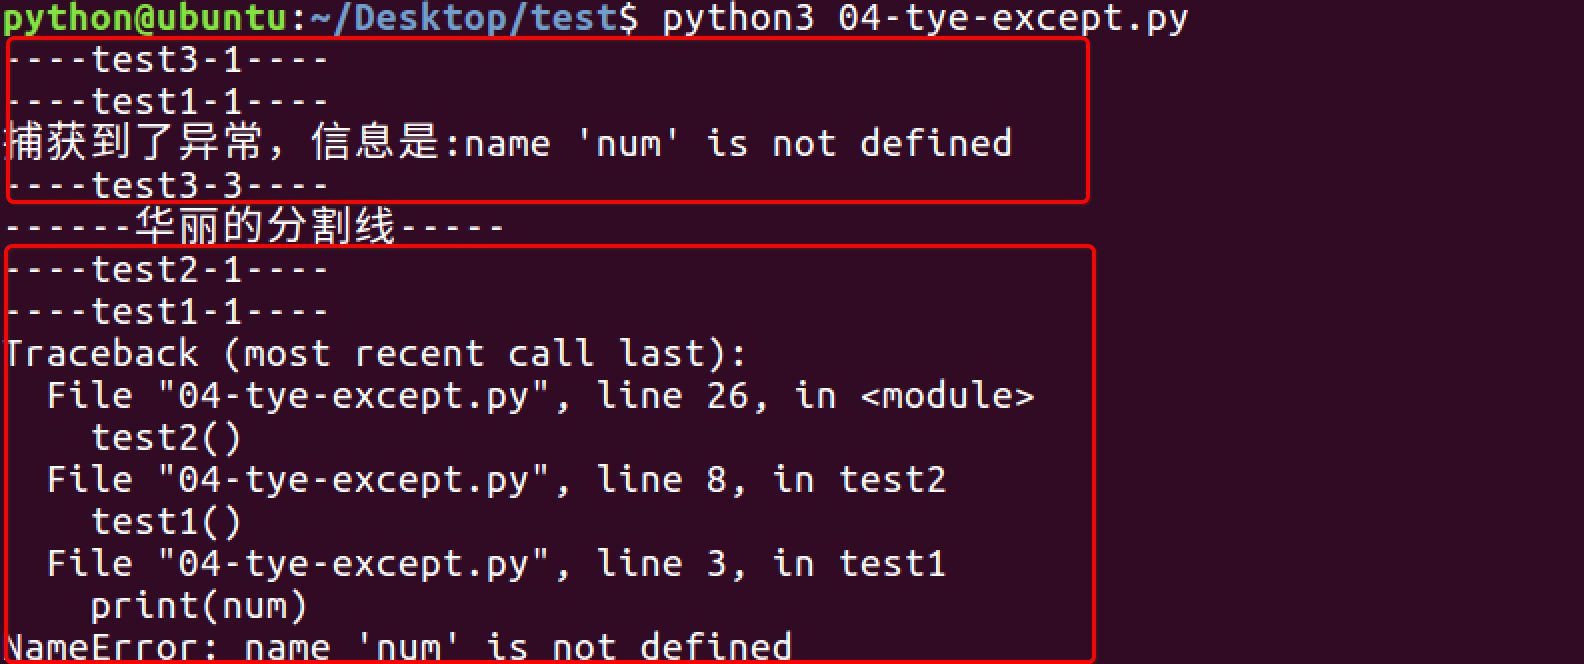 python@ubuntu:~/Desktop/test$ python3 04-tye-except.py
----test3-1----
----test1-1----
捕获到了异常，信息是:name 'num' is not defined
----test3-3----
------华丽的分割线-----
----test2-1----
----test1-1----
Traceback (most recent call last):
  File "04-tye-except.py", line 26, in <module>
    test2()
  File "04-tye-except.py", line 8, in test2
    test1()
  File "04-tye-except.py", line 3, in test1
    print(num)
NameError: name 'num' is not defined